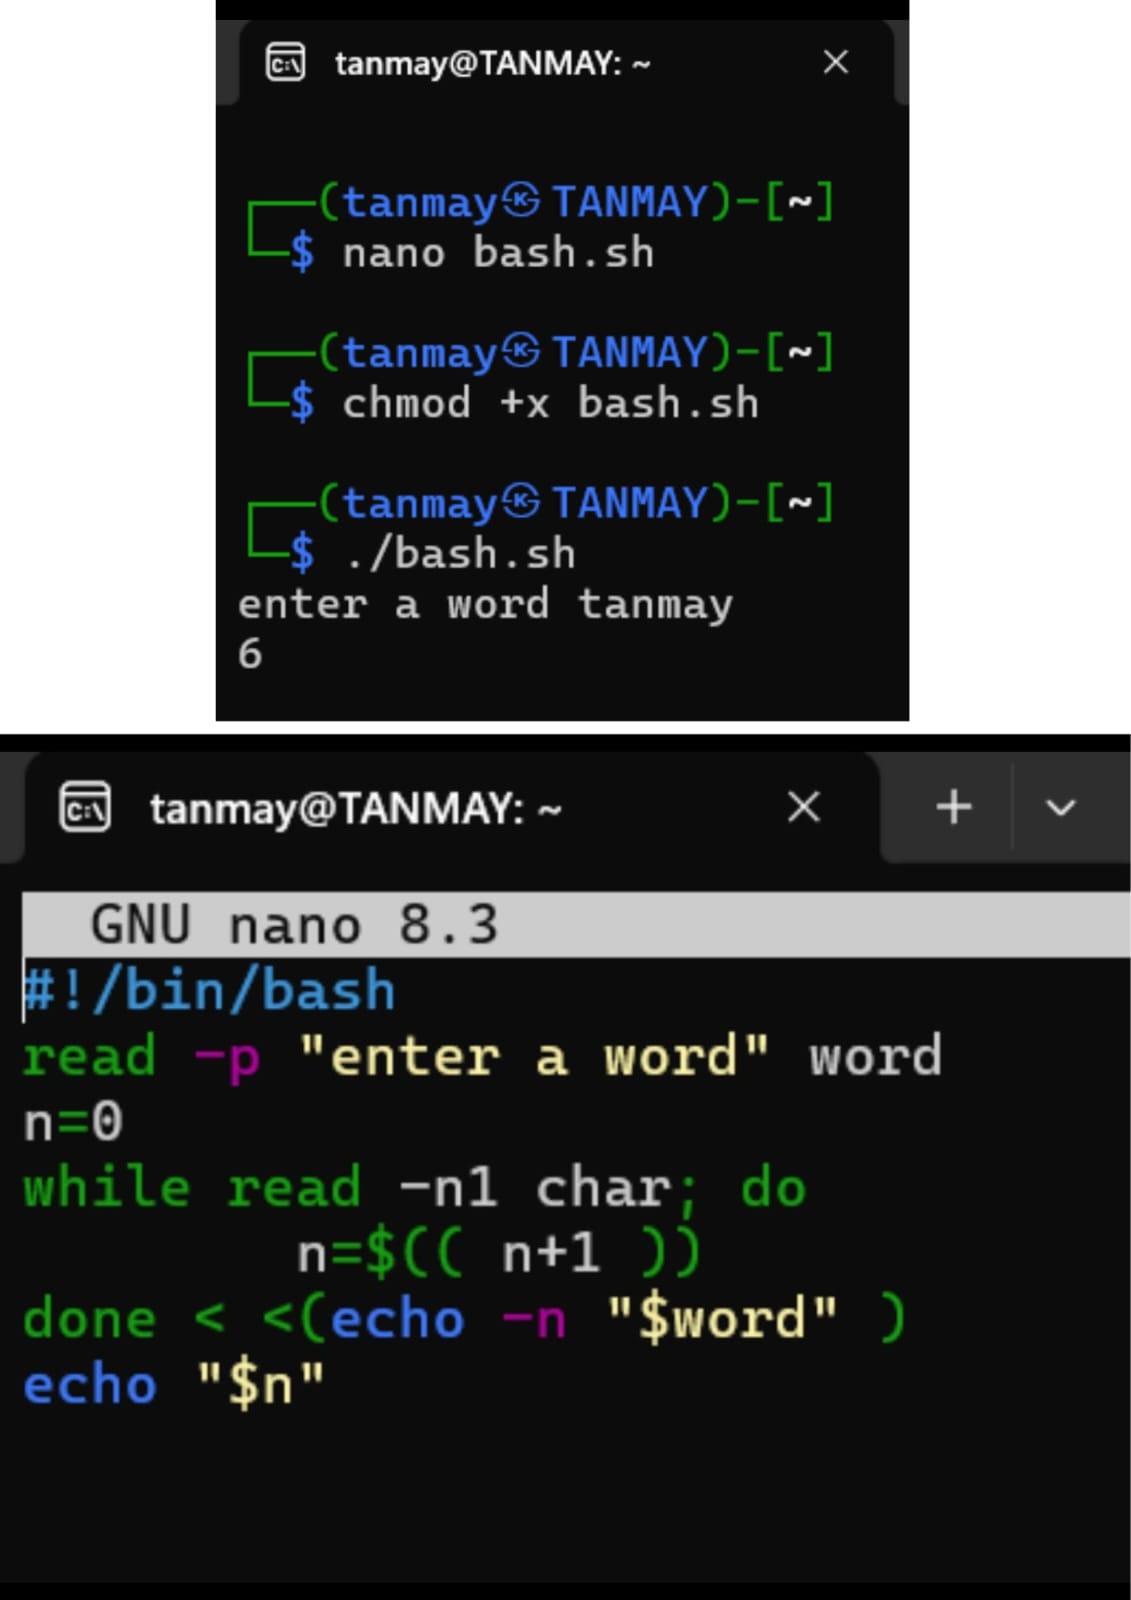 tanmay@TANMAY: ~
┌──(tanmay㉿TANMAY)-[~]
└─$ nano bash.sh
┌──(tanmay㉿TANMAY)-[~]
└─$ chmod +x bash.sh
┌──(tanmay㉿TANMAY)-[~]
└─$ ./bash.sh
enter a word tanmay
6
tanmay@TANMAY: ~
GNU nano 8.3
#!/bin/bash
read -p "enter a word" word
n=0
while read -n1 char; do
        n=$(( n+1 ))
done < <(echo -n "$word" )
echo "$n"